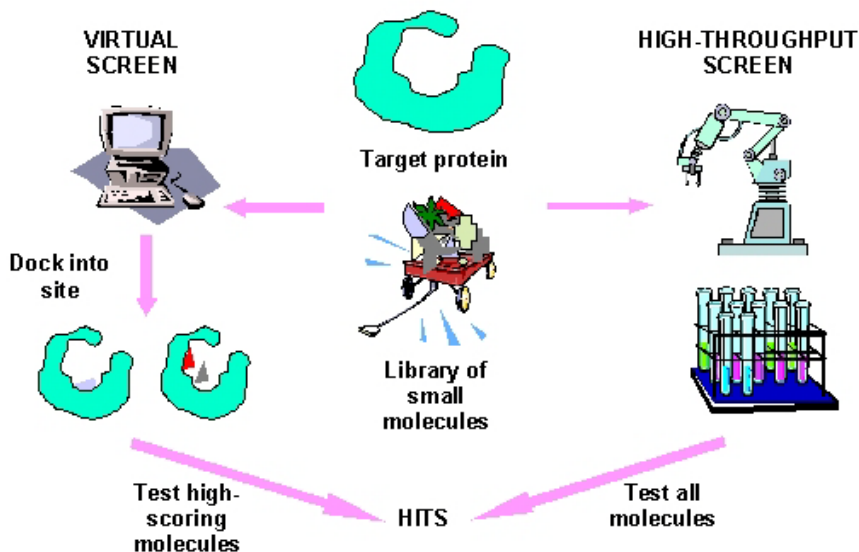 VIRTUAL
SCREEN
HIGH-THROUGHPUT
SCREEN
Target protein
Dock into
site
Library of
small
molecules
Test high-
scoring
molecules
HITS
Test all
molecules